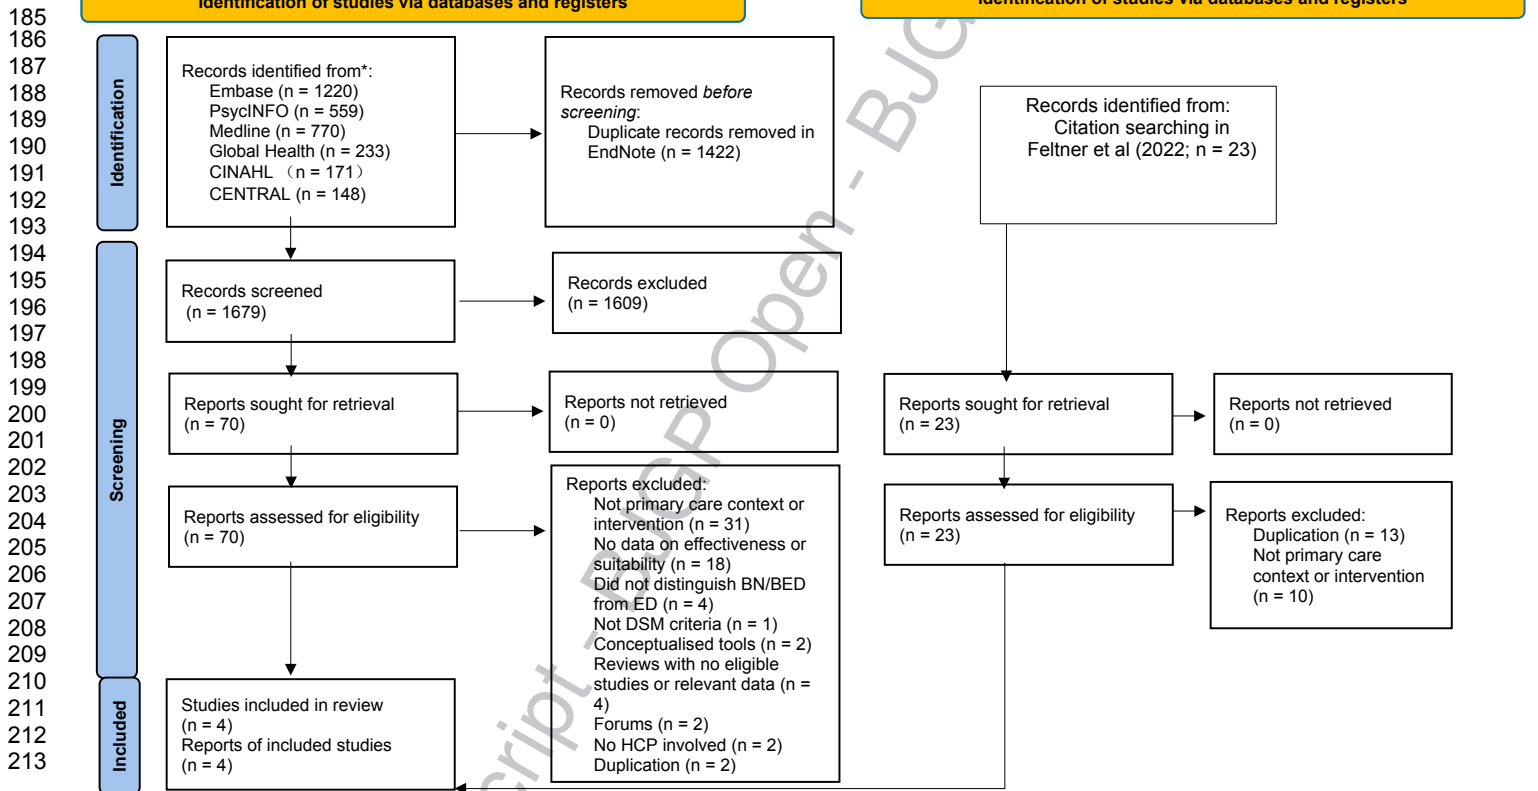 185
186
187
188
189
190
191
192
193
194
195
196
197
198
199
200
201
202
203
204
205
206
207
208
209
210
211
212
213
Identification of studies via databases and registers
Identification of studies via databases and registers
Identification
Records identified from*:
Embase (n = 1220)
PsycINFO (n = 559)
Medline (n = 770)
Global Health (n = 233)
CINAHL （n = 171）
CENTRAL (n = 148)
Records removed before
screening:
Duplicate records removed in
EndNote (n = 1422)
Records identified from:
Citation searching in
Feltner et al (2022; n = 23)
Screening
Records screened
(n = 1679)
Records excluded
(n = 1609)
Reports sought for retrieval
(n = 70)
Reports not retrieved
(n = 0)
Reports sought for retrieval
(n = 23)
Reports not retrieved
(n = 0)
Reports assessed for eligibility
(n = 70)
Reports excluded:
Not primary care context or
intervention (n = 31)
No data on effectiveness or
suitability (n = 18)
Did not distinguish BN/BED
from ED (n = 4)
Not DSM criteria (n = 1)
Conceptualised tools (n = 2)
Reviews with no eligible
studies or relevant data (n =
4)
Forums (n = 2)
No HCP involved (n = 2)
Duplication (n = 2)
Reports assessed for eligibility
(n = 23)
Reports excluded:
Duplication (n = 13)
Not primary care
context or intervention
(n = 10)
Included
Studies included in review
(n = 4)
Reports of included studies
(n = 4)
cript - BJGP Open - BJG